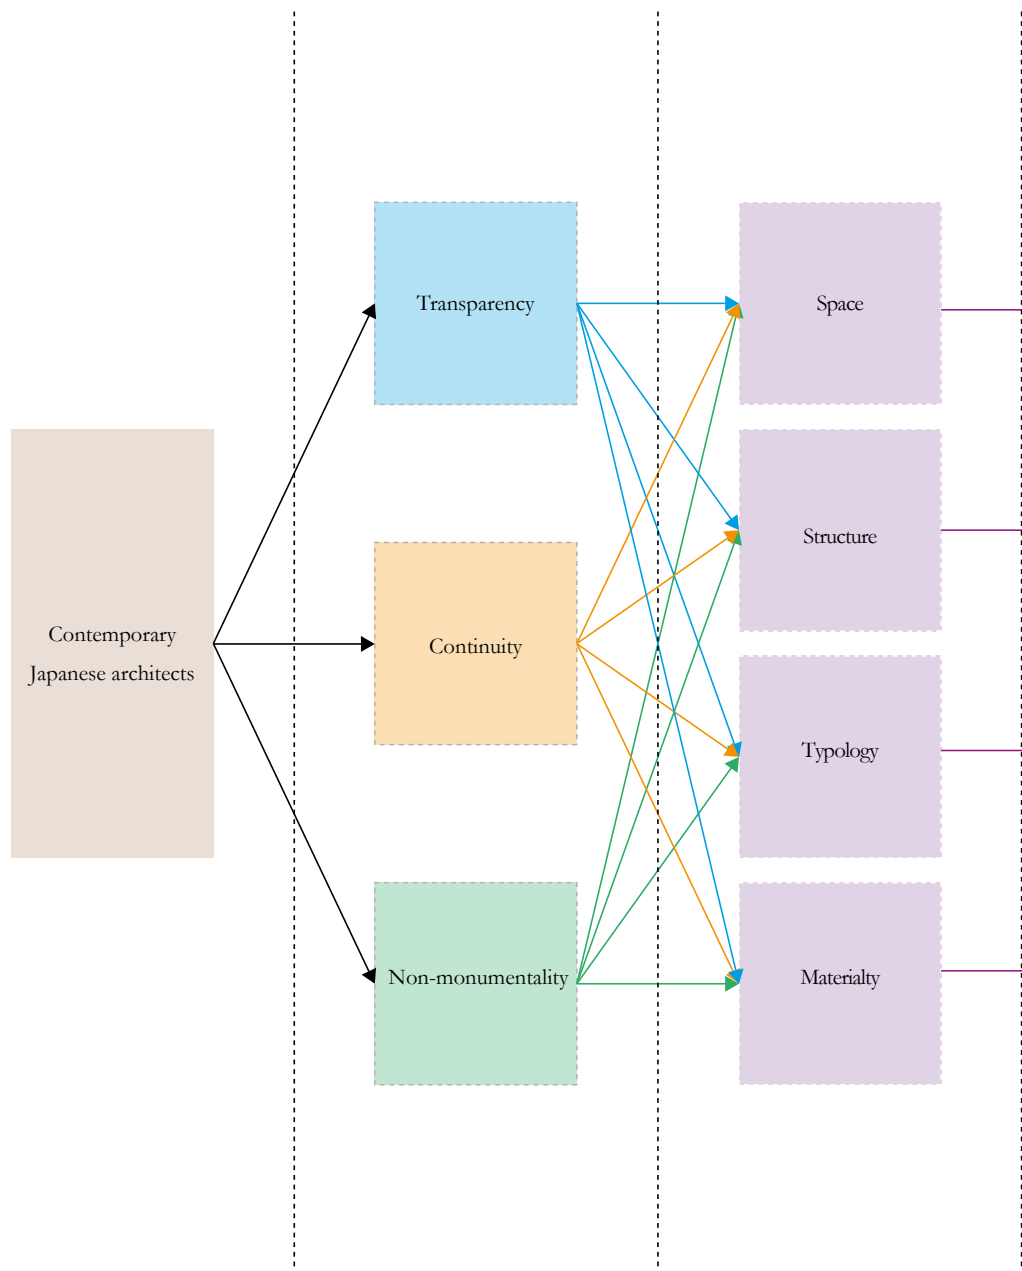 Contemporary
Japanese architects
Transparency
Continuity
Non-monumentality
Space
Structure
Typology
Materialty